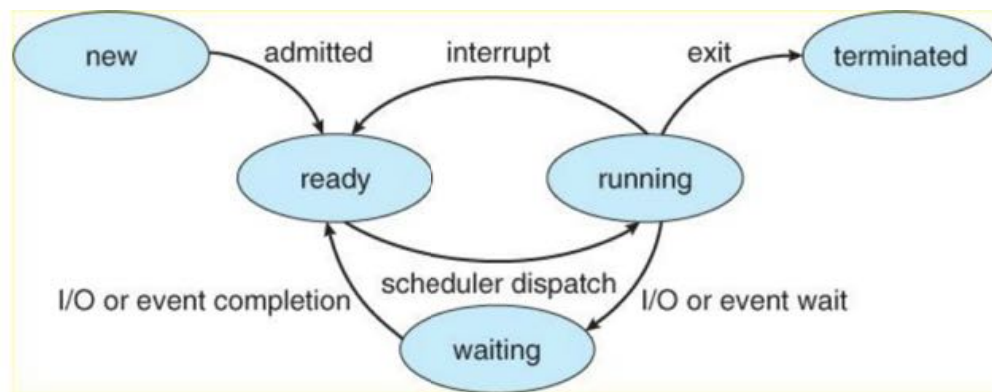 new
admitted
interrupt
exit
terminated
ready
running
scheduler dispatch
I/O or event completion
I/O or event wait
waiting